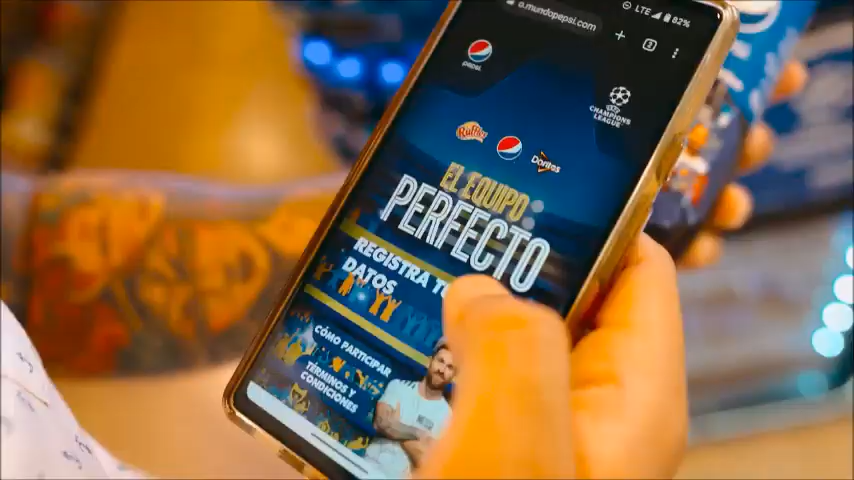 o.mundopepsi.com
LTE 82%
pepsi
CHAMPIONS
LEAGUE
Ruffles
Doritos
EL EQUIPO
PERFECTO
REGISTRA
DATOS
CÓMO PARTICIPAR
TÉRMINOS Y
CONDICIONES